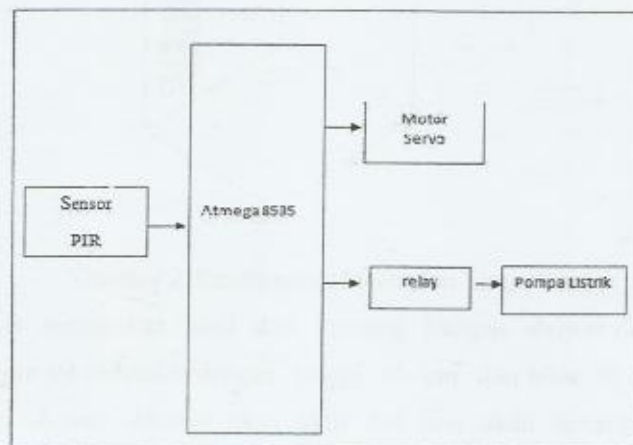 Sensor
PIR
Atmega 8535
Motor
Servo
relay
Pompa Listrik